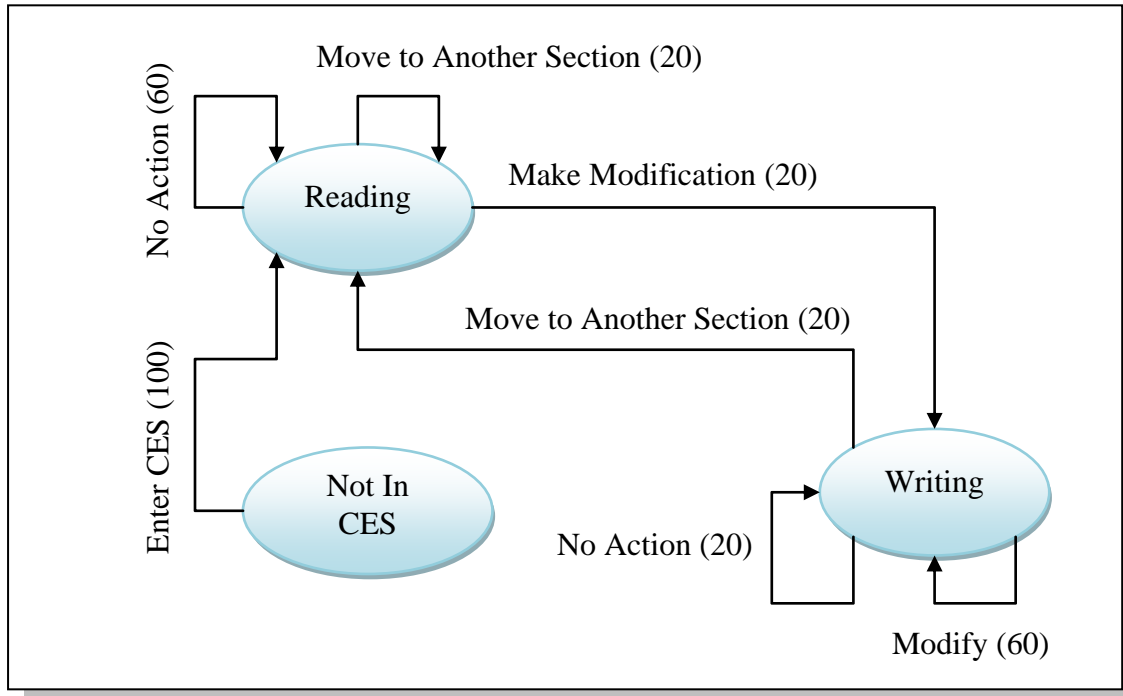 Move to Another Section (20)
No Action (60)
Reading
Make Modification (20)
Move to Another Section (20)
Enter CES (100)
Not In
CES
Writing
No Action (20)
Modify (60)